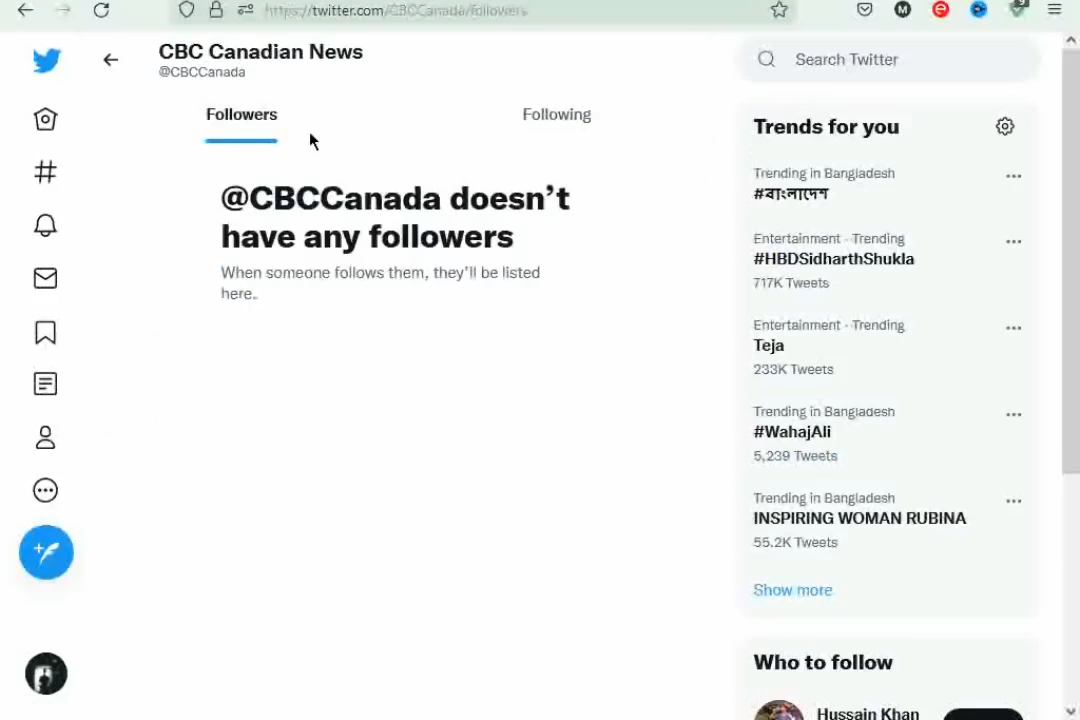 https://twitter.com/CBCCanada/followers
CBC Canadian News
@CBCCanada
Followers
Following
@CBCCanada doesn’t
have any followers
When someone follows them, they’ll be listed
here.
Search Twitter
Trends for you
Trending in Bangladesh
#বাংলাদেশ
Entertainment · Trending
#HBDSidharthShukla
717K Tweets
Entertainment · Trending
Teja
233K Tweets
Trending in Bangladesh
#WahajAli
5,239 Tweets
Trending in Bangladesh
INSPIRING WOMAN RUBINA
55.2K Tweets
Show more
Who to follow
Hussain Khan